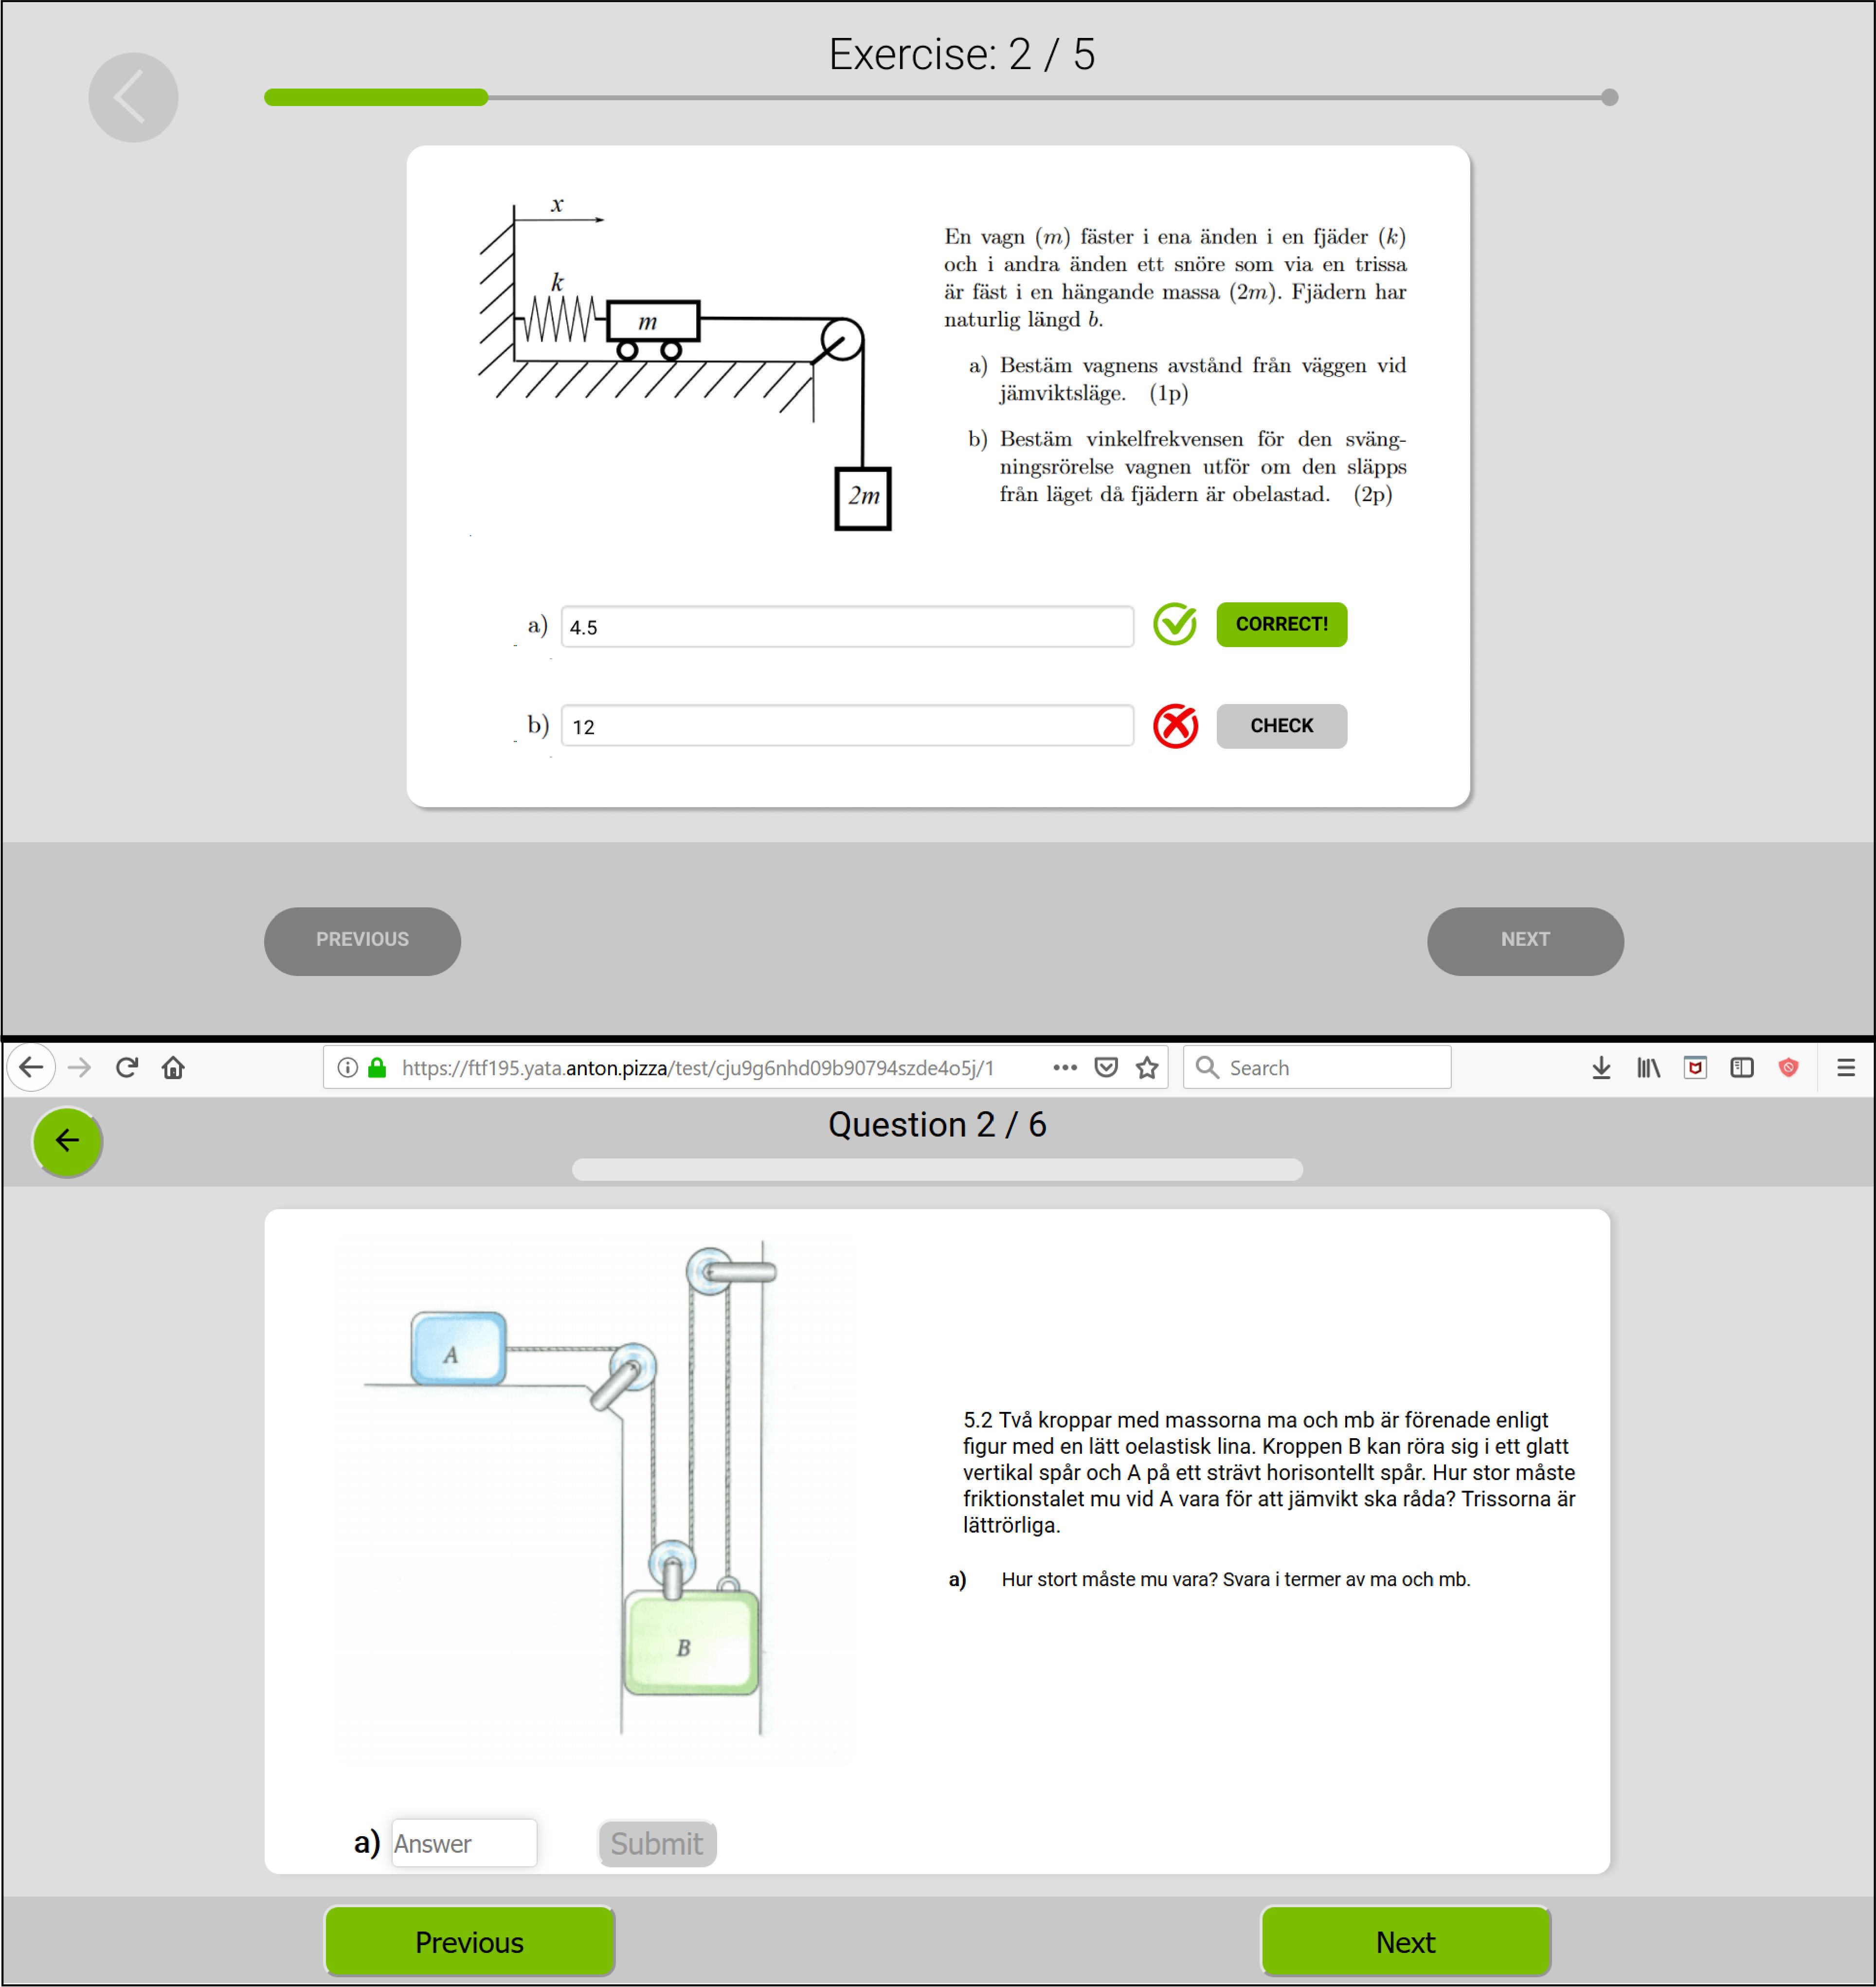 Exercise: 2 / 5
x
k
m
2m
En vagn (m) fäster i ena änden i en fjäder (k)
och i andra änden ett snöre som via en trissa
är fäst i en hängande massa (2m). Fjädern har
naturlig längd b.
a) Bestäm vagnens avstånd från väggen vid
jämviktsläge. (1p)
b) Bestäm vinkelfrekvensen för den sväng-
ningsrörelse vagnen utför om den släpps
från läget då fjädern är obelastad. (2p)
a) 4.5 CORRECT!
b) 12 CHECK
PREVIOUS NEXT
https://ftf195.yata.anton.pizza/test/cju9g6nhd09b90794szde4o5j/1 Search
Question 2 / 6
A
B
5.2 Två kroppar med massorna ma och mb är förenade enligt
figur med en lätt oelastisk lina. Kroppen B kan röra sig i ett glatt
vertikal spår och A på ett strävt horisontellt spår. Hur stor måste
friktionstalet mu vid A vara för att jämvikt ska råda? Trissorna är
lättrörliga.
a) Hur stort måste mu vara? Svara i termer av ma och mb.
a) Answer Submit
Previous Next